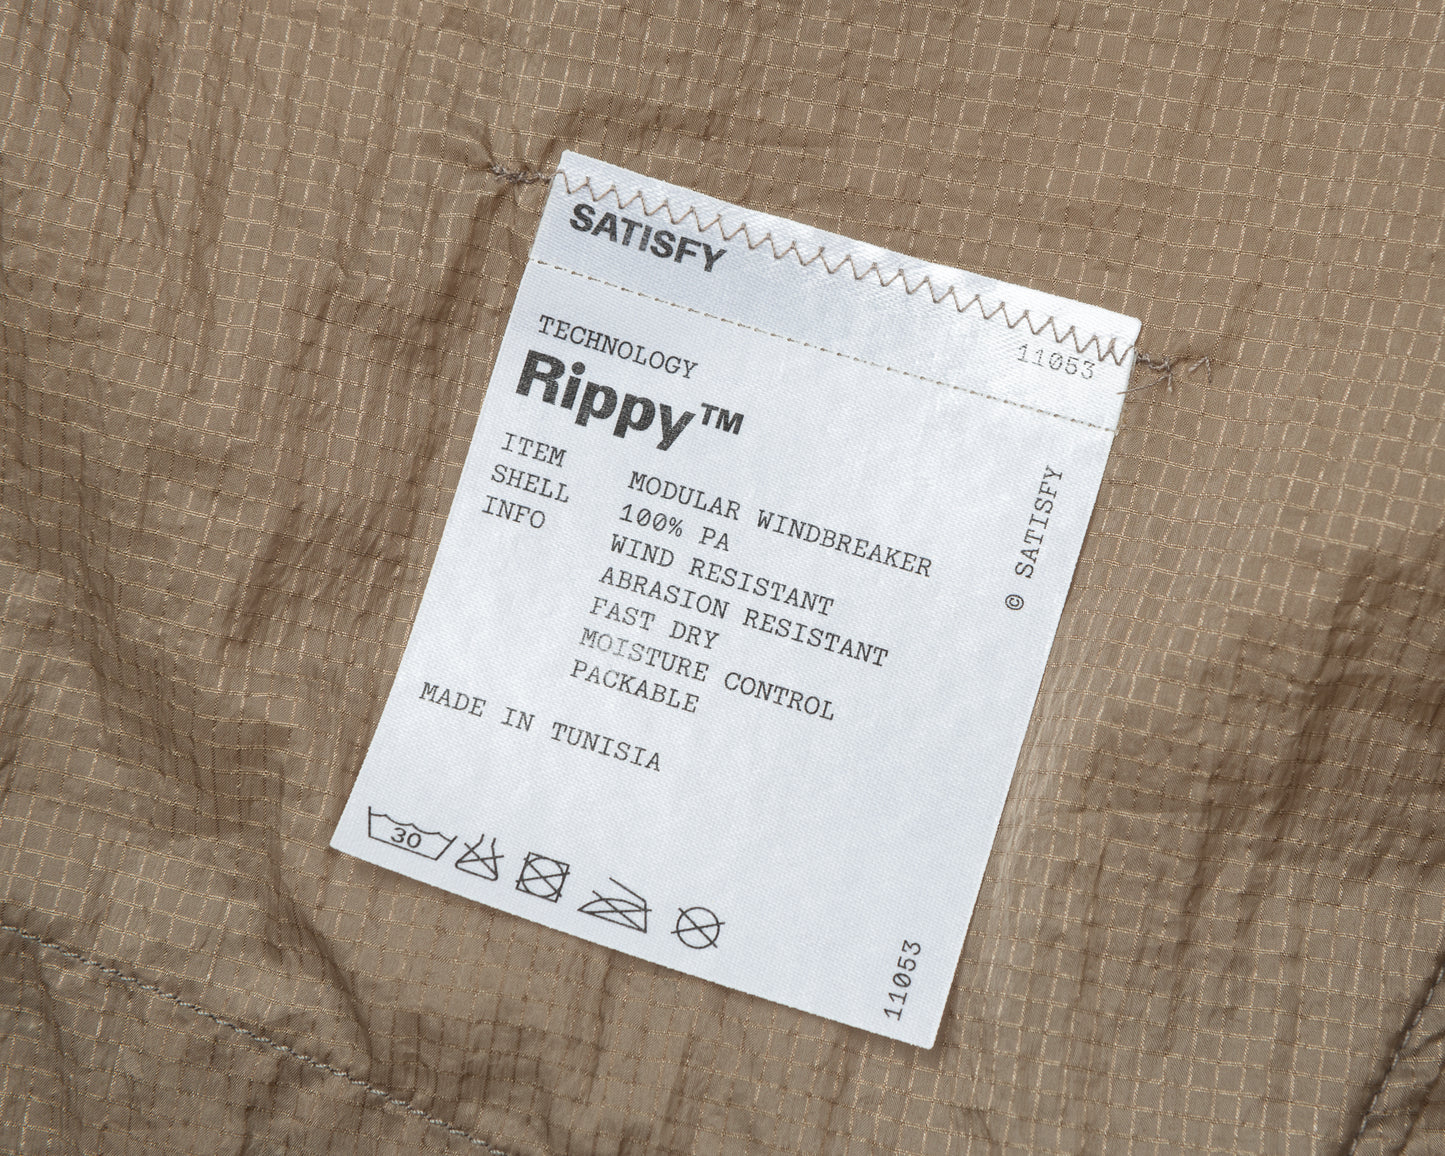 SATISFY
11053
TECHNOLOGY
Rippy™
ITEM MODULAR WINDBREAKER
SHELL 100% PA
INFO WIND RESISTANT
ABRASION RESISTANT
FAST DRY
MOISTURE CONTROL
PACKABLE
MADE IN TUNISIA
© SATISFY
30
11053